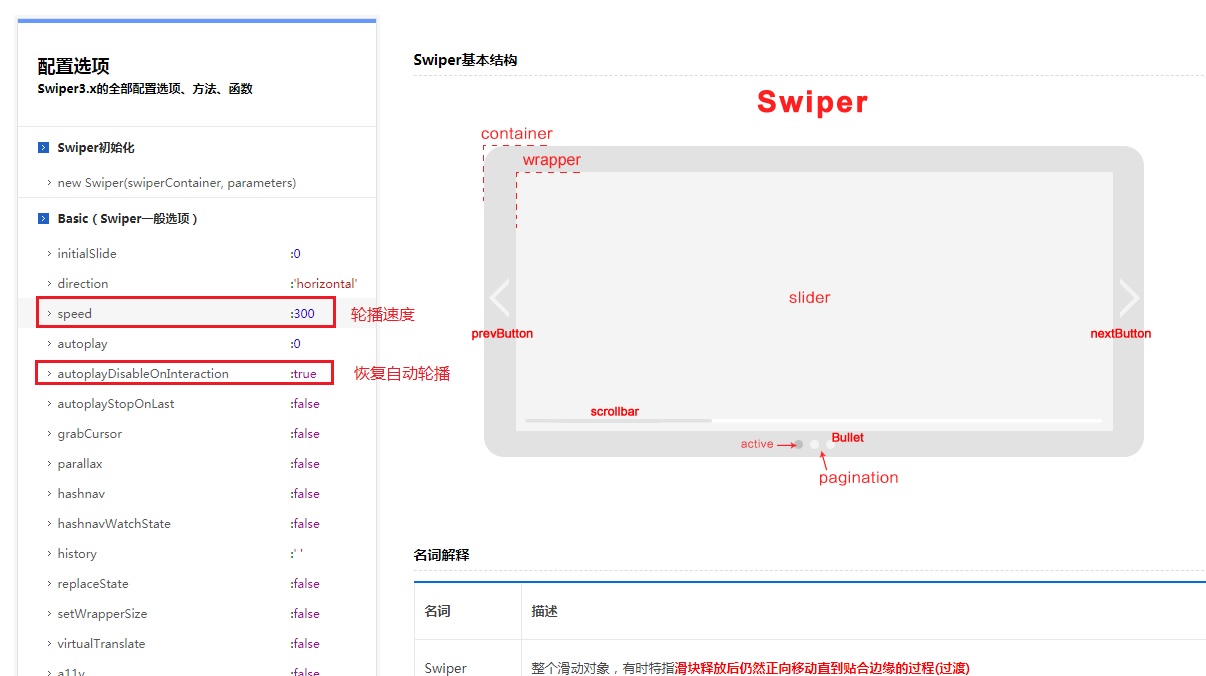 配置选项
Swiper3.x的全部配置选项、方法、函数
Swiper初始化
new Swiper(swiperContainer, parameters)
Basic ( Swiper一般选项 )
initialSlide :0
direction :'horizontal'
speed :300 轮播速度
autoplay :0
autoplayDisableOnInteraction :true 恢复自动轮播
autoplayStopOnLast :false
grabCursor :false
parallax :false
hashnav :false
hashnavWatchState :false
history :' '
replaceState :false
setWrapperSize :false
virtualTranslate :false
a11y :false
Swiper基本结构
Swiper
container
wrapper
slider
prevButton nextButton
scrollbar
active Bullet
pagination
名词解释
名词 描述
Swiper 整个滑动对象，有时特指滑块释放后仍然正向移动直到贴合边缘的过程(过渡)